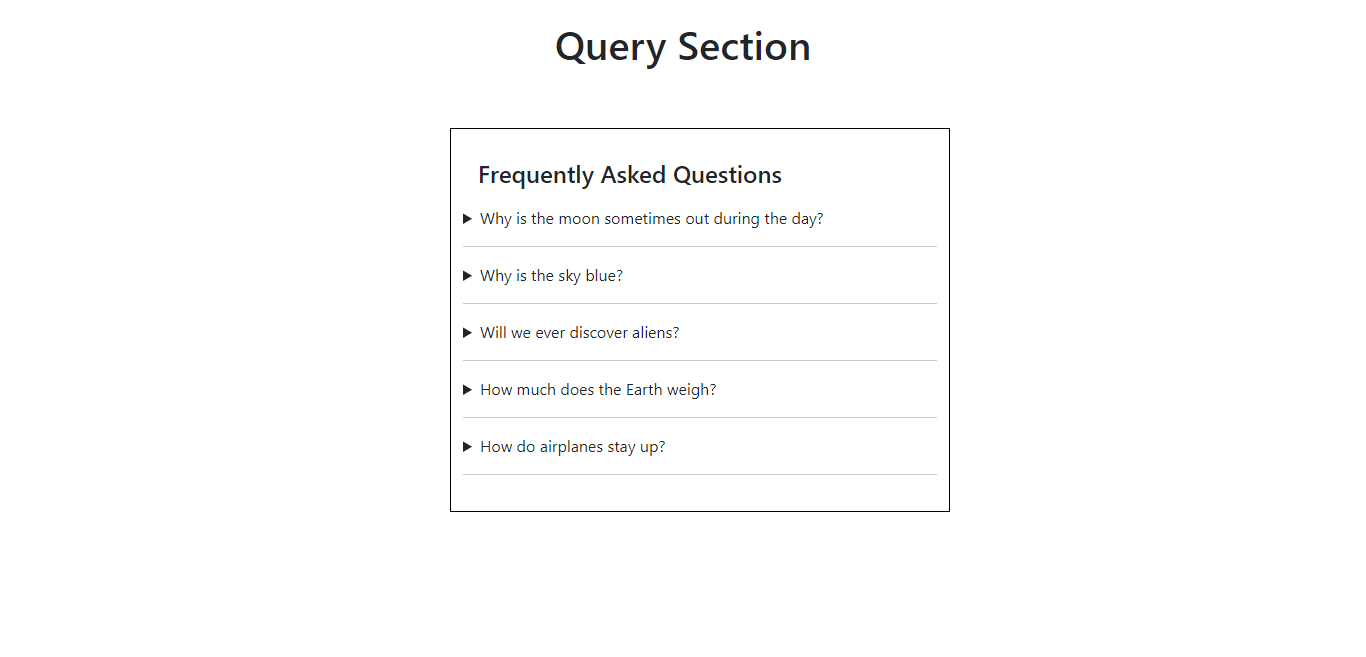 Query Section
Frequently Asked Questions
Why is the moon sometimes out during the day?
Why is the sky blue?
Will we ever discover aliens?
How much does the Earth weigh?
How do airplanes stay up?